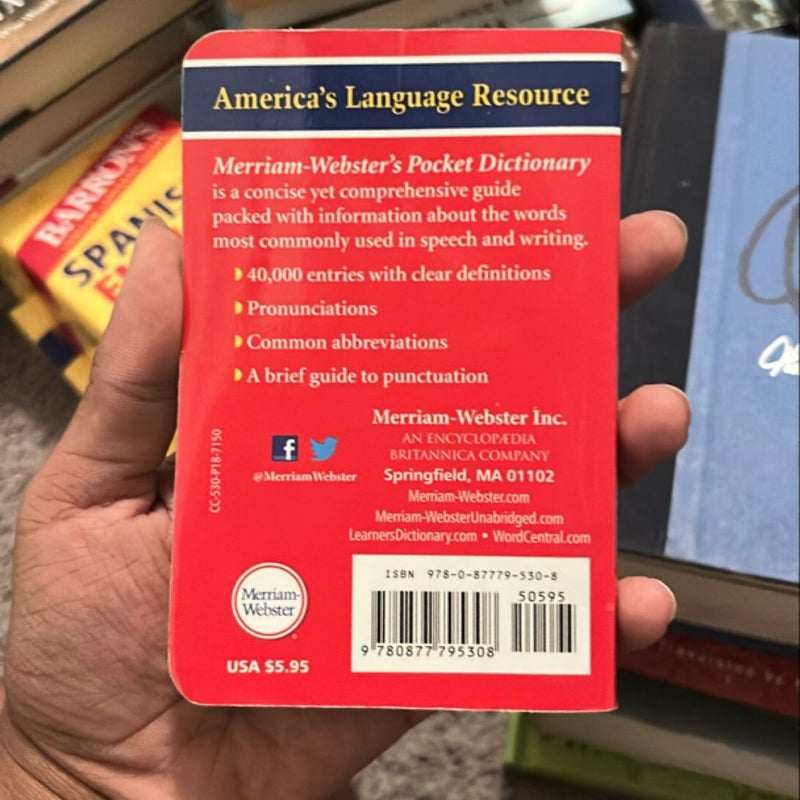 America's Language Resource
Merriam-Webster's Pocket Dictionary
is a concise yet comprehensive guide
packed with information about the words
most commonly used in speech and writing.
40,000 entries with clear definitions
Pronunciations
Common abbreviations
A brief guide to punctuation
Merriam-Webster Inc.
AN ENCYCLOPÆDIA
BRITANNICA COMPANY
Springfield, MA 01102
Merriam-Webster.com
Merriam-WebsterUnabridged.com
LearnersDictionary.com • WordCentral.com
f
@MerriamWebster
CC-530-P18-7150
Merriam-
Webster
®
USA $5.95
ISBN 978-0-87779-530-8
50595
9 780877 795308
BARRON'S